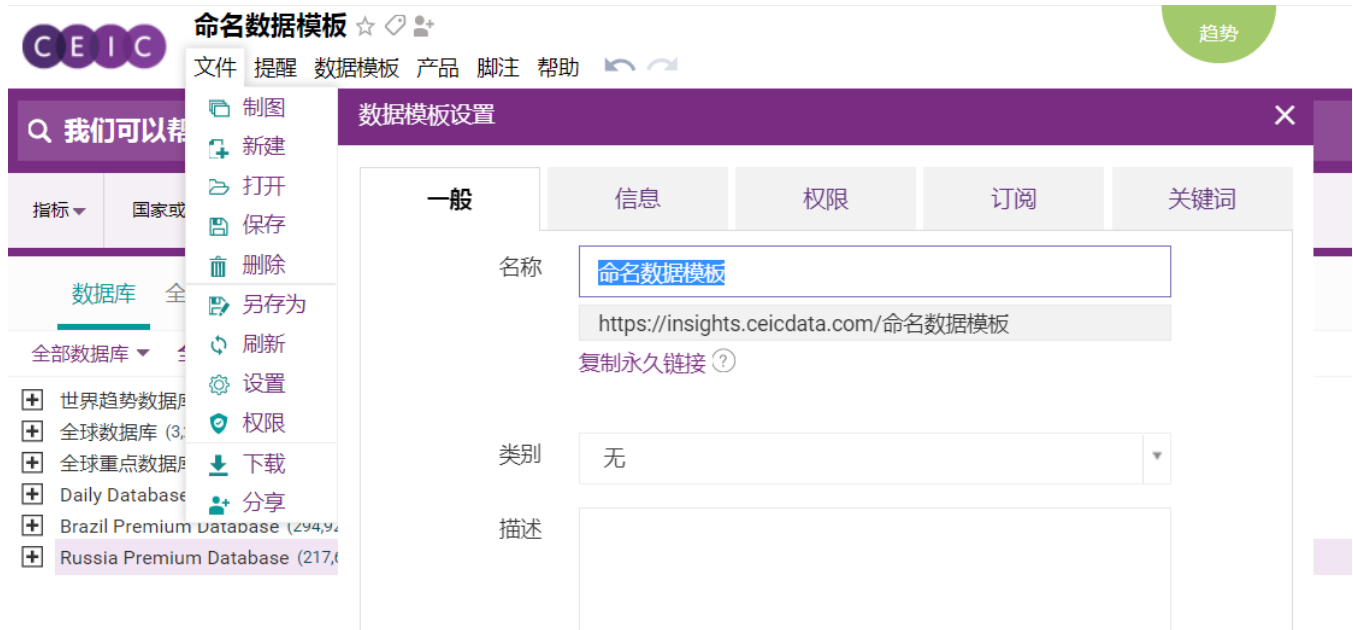 CEIC
命名数据模板
趋势
文件 提醒 数据模板 产品 脚注 帮助
制图
新建
打开
保存
删除
另存为
刷新
设置
权限
下载
分享
我们可以帮
指标
国家或
数据库 全
全部数据库
世界趋势数据库
全球数据库 (3,
全球重点数据库
Daily Database
Brazil Premium Database (294,92
Russia Premium Database (217,6
数据模板设置
一般 信息 权限 订阅 关键词
名称
命名数据模板
https://insights.ceicdata.com/命名数据模板
复制永久链接 ?
类别
无
描述